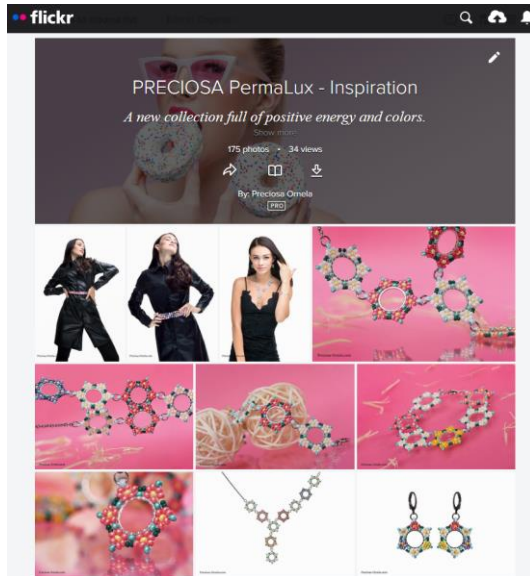 flickr
PRECIOSA PermaLux - Inspiration
A new collection full of positive energy and colors.
Show more
175 photos • 34 views
By: Preciosa Ornela
PRO